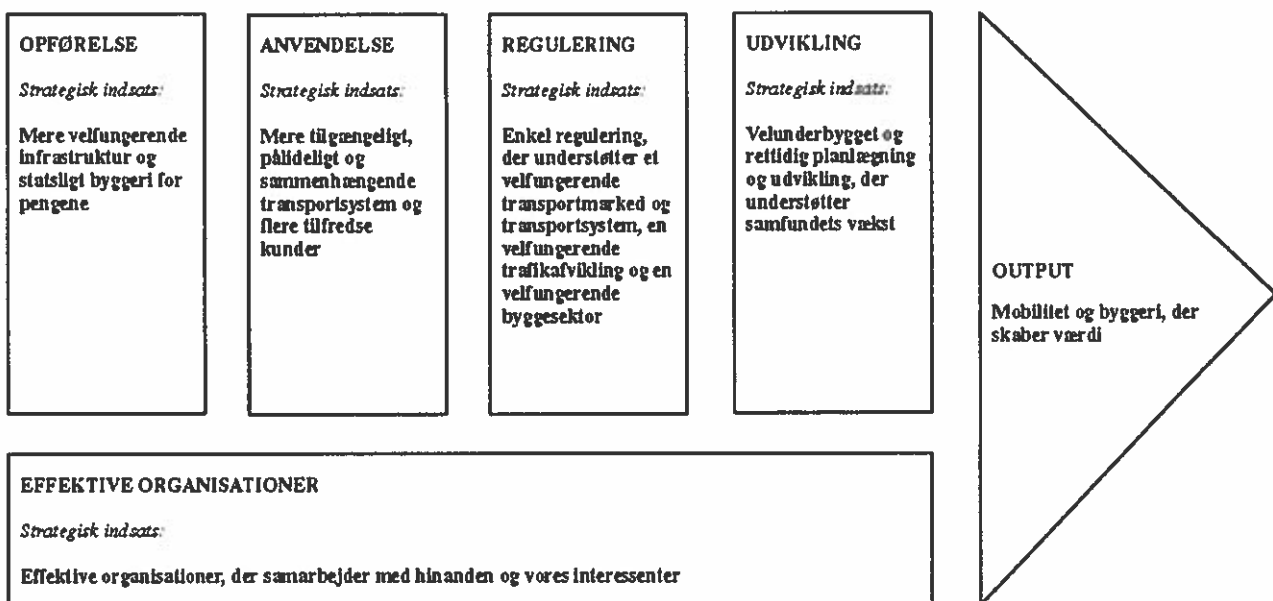 OPFØRELSE
Strategisk indsats:
Mere velfungerende
infrastruktur og
statsligt byggeri for
pengene
ANVENDELSE
Strategisk indsats:
Mere tilgængeligt,
pålideligt og
sammenhængende
transportsystem og
flere tilfredse
kunder
REGULERING
Strategisk indsats:
Enkel regulering,
der understøtter et
velfungerende
transportmarked og
transportsystem, en
velfungerende
trafikafvikling og en
velfungerende
byggesektor
UDVIKLING
Strategisk indsats:
Velunderbygget og
rettidig planlægning
og udvikling, der
understøtter
samfundets vækst
OUTPUT
Mobilitet og byggeri, der
skaber værdi
EFFEKTIVE ORGANISATIONER
Strategisk indsats:
Effektive organisationer, der samarbejder med hinanden og vores interessenter